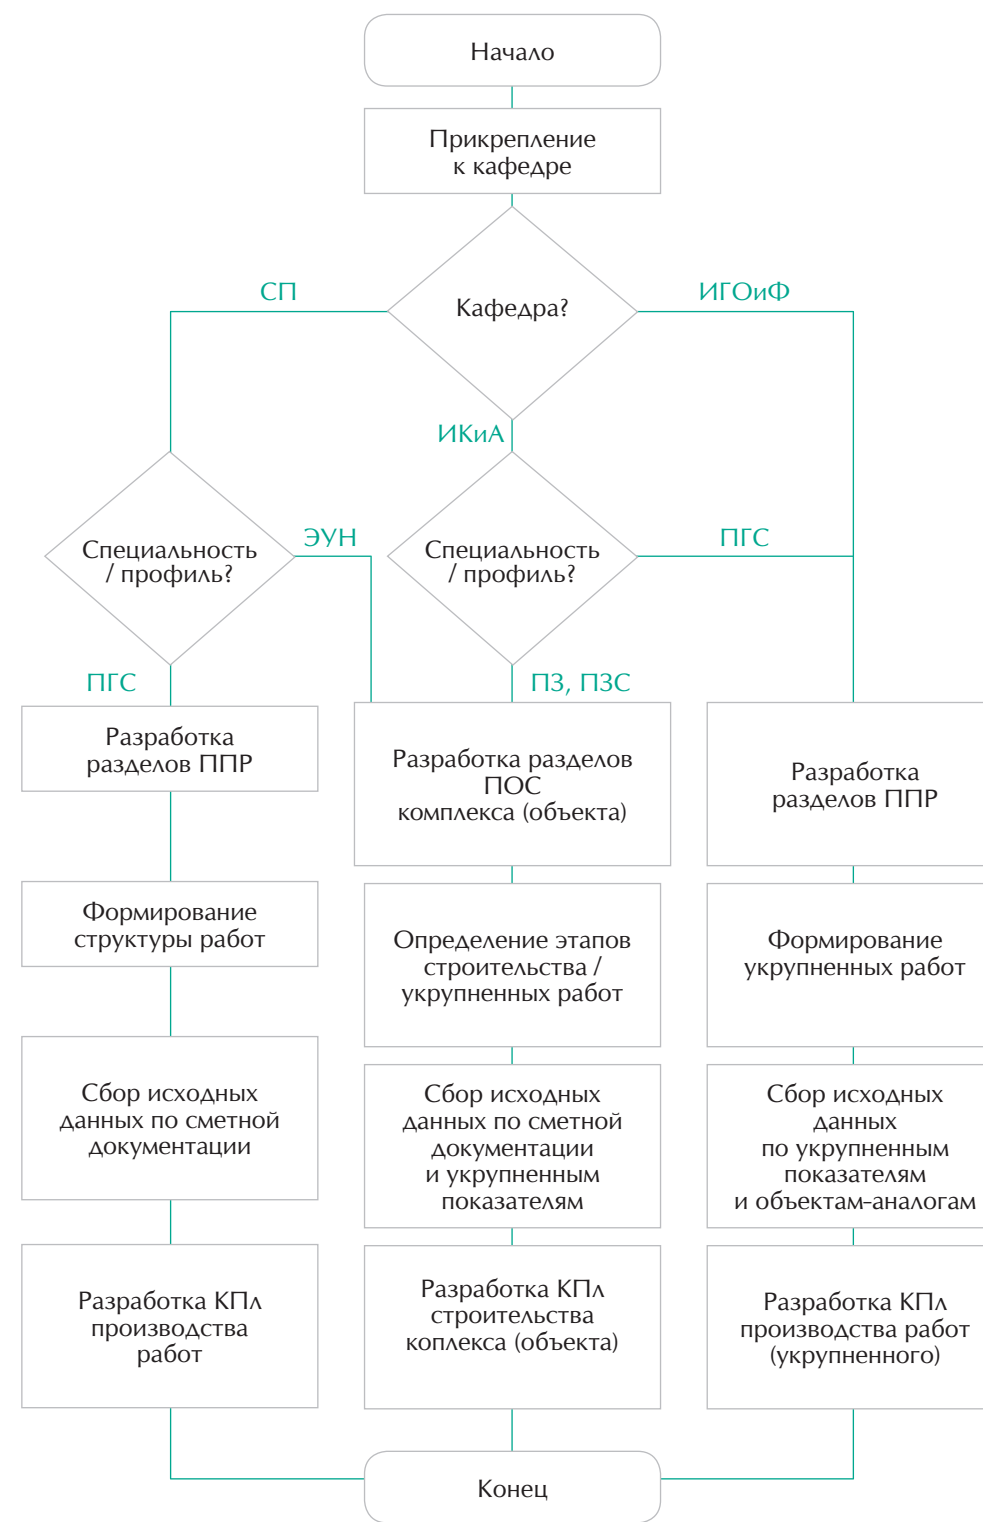 Начало
Прикрепление
к кафедре
СП
Кафедра?
ИГОиФ
ИКиА
Специальность
/ профиль?
ЭУН
Специальность
/ профиль?
ПГС
ПГС
ПЗ, ПЗС
Разработка
разделов ППР
Разработка разделов
ПОС
комплекса (объекта)
Разработка
разделов ППР
Формирование
структуры работ
Определение этапов
строительства /
укрупненных работ
Формирование
укрупненных работ
Сбор исходных
данных по сметной
документации
Сбор исходных
данных по сметной
документации
и укрупненным
показателям
Сбор исходных
данных
по укрупненным
показателям
и объектам-аналогам
Разработка КПл
производства
работ
Разработка КПл
строительства
коплекса (объекта)
Разработка КПл
производства работ
(укрупненного)
Конец